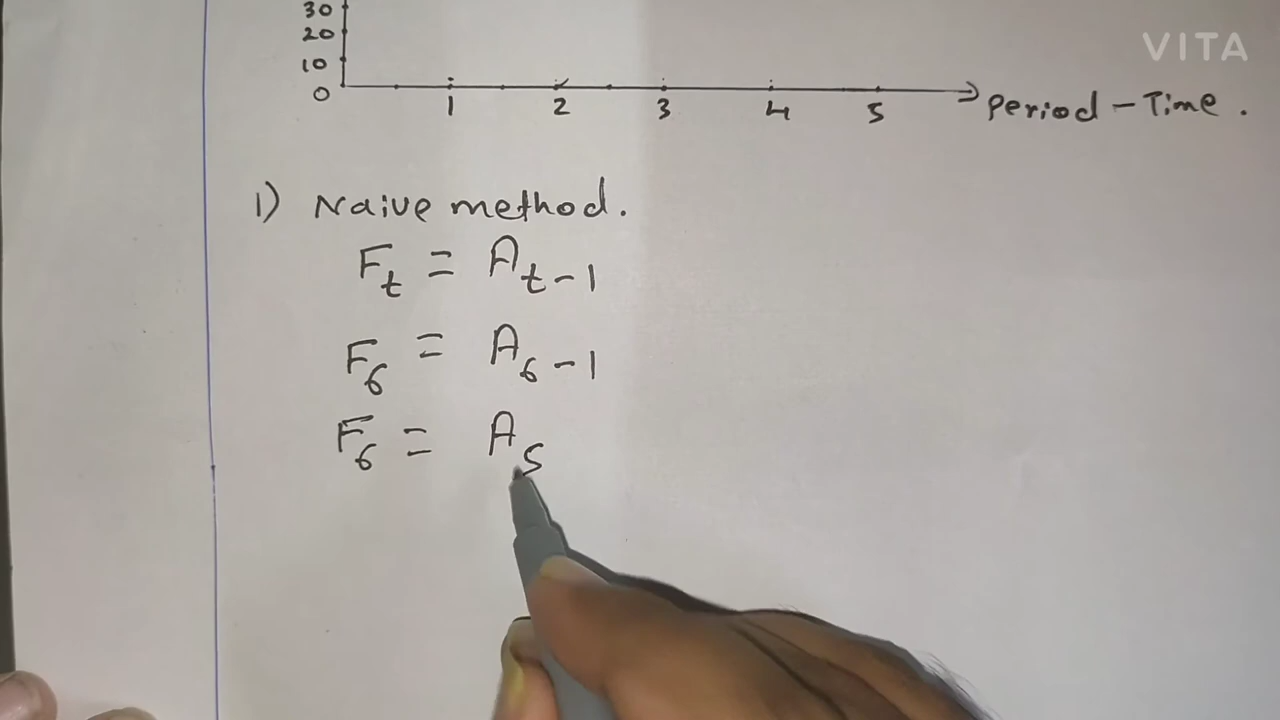 30
20
10
0
1 2 3 4 5
Period - Time .
VITA
1) Naive method.
Ft = At-1
F6 = A6-1
F6 = A5